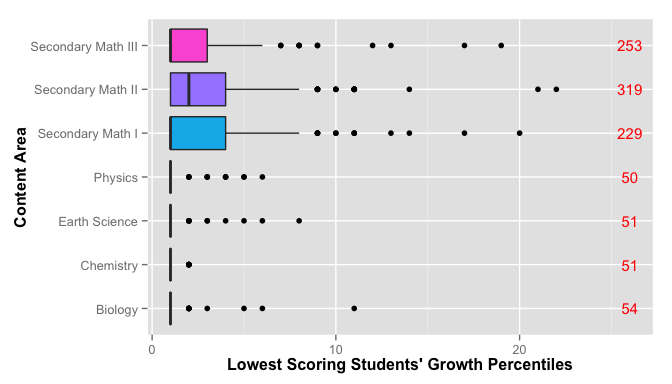 Content Area
Secondary Math III 253
Secondary Math II 319
Secondary Math I 229
Physics 50
Earth Science 51
Chemistry 51
Biology 54
0 10 20
Lowest Scoring Students' Growth Percentiles